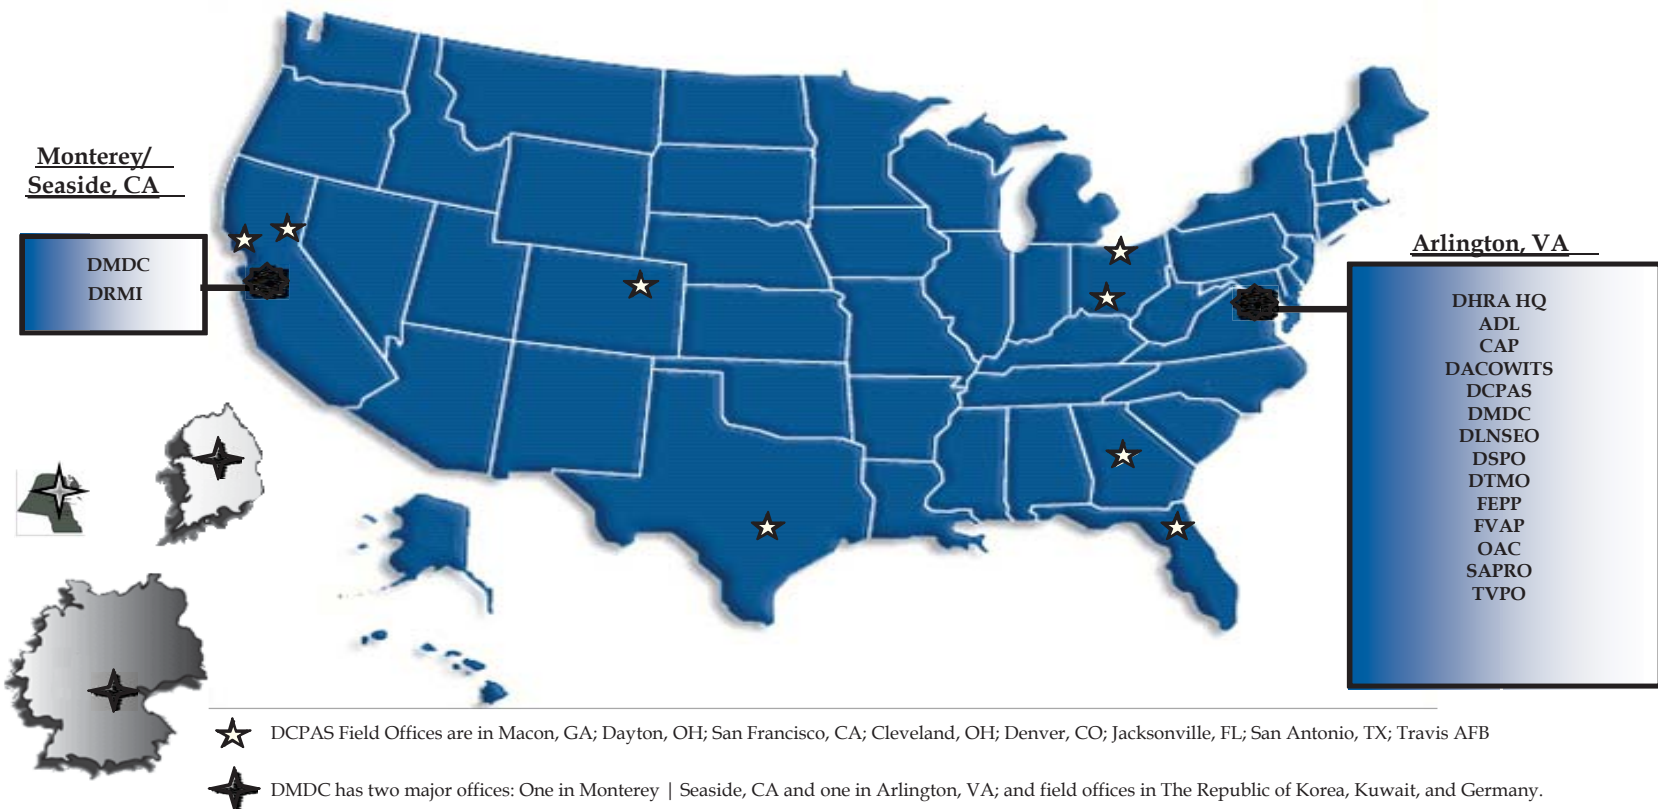 Monterey/
Seaside, CA
DMDC
DRMI
Arlington, VA
DHRA HQ
ADL
CAP
DACOWITS
DCPAS
DMDC
DLNSEO
DSPO
DTMO
FEPP
FVAP
OAC
SAPRO
TVPO
DCPAS Field Offices are in Macon, GA; Dayton, OH; San Francisco, CA; Cleveland, OH; Denver, CO; Jacksonville, FL; San Antonio, TX; Travis AFB
DMDC has two major offices: One in Monterey | Seaside, CA and one in Arlington, VA; and field offices in The Republic of Korea, Kuwait, and Germany.